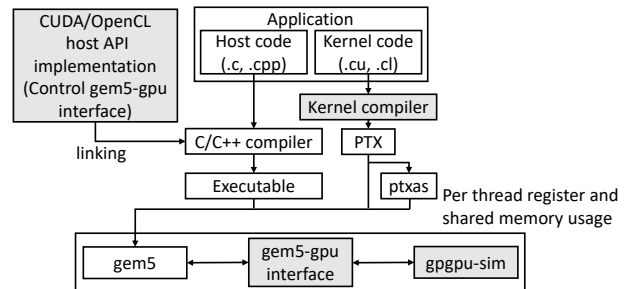 CUDA/OpenCL
host API
implementation
(Control gem5-gpu
interface)
Application
Host code
(.c, .cpp)
Kernel code
(.cu, .cl)
Kernel compiler
linking
C/C++ compiler
PTX
Executable
ptxas
Per thread register and
shared memory usage
gem5
gem5-gpu
interface
gpgpu-sim